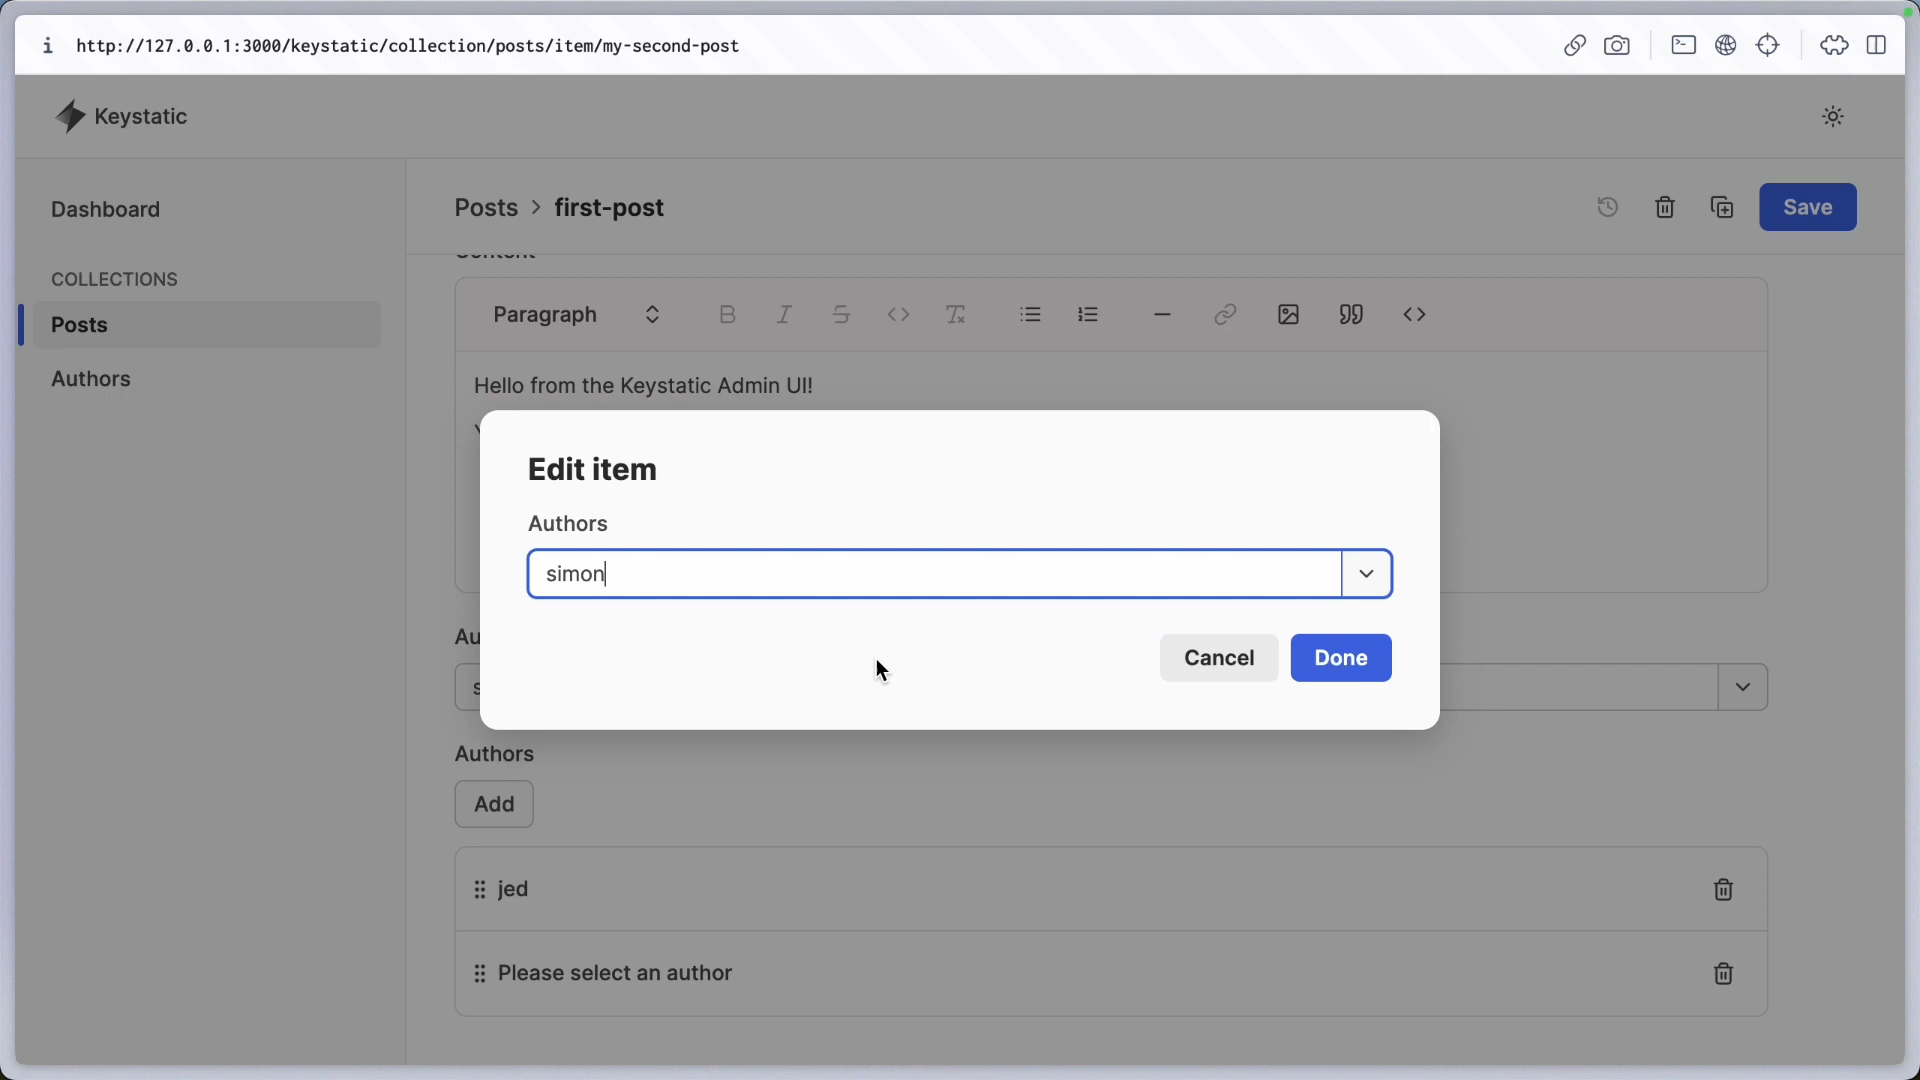 i http://127.0.0.1:3000/keystatic/collection/posts/item/my-second-post
Keystatic
Dashboard
COLLECTIONS
Posts
Authors
Posts > first-post
Save
Content
Paragraph
Hello from the Keystatic Admin UI!
Edit item
Authors
simon
Cancel
Done
Authors
Add
jed
Please select an author